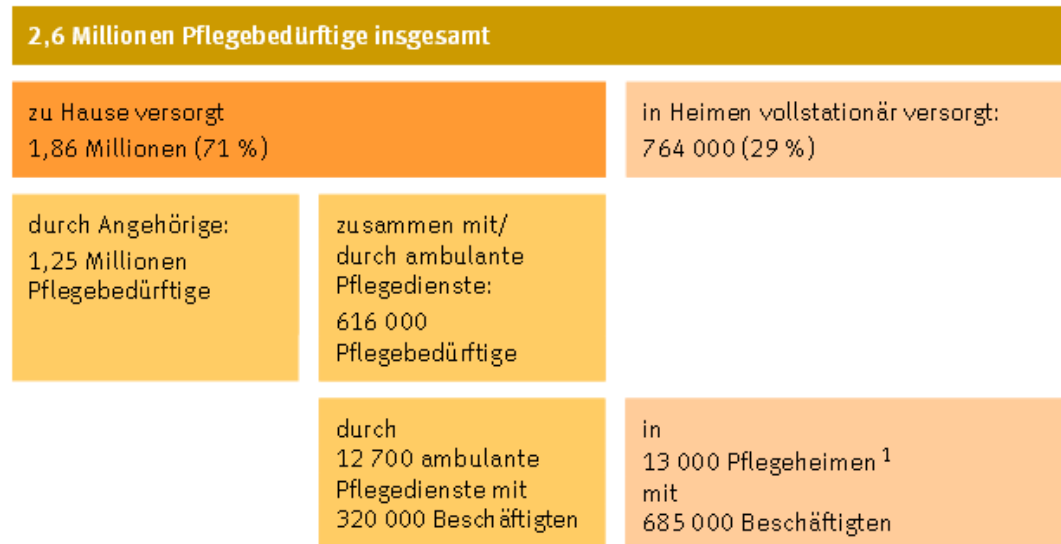 2,6 Millionen Pflegebedürftige insgesamt
zu Hause versorgt
1,86 Millionen (71 %)
in Heimen vollstationär versorgt:
764 000 (29 %)
durch Angehörige:
1,25 Millionen
Pflegebedürftige
zusammen mit/
durch ambulante
Pflegedienste:
616 000
Pflegebedürftige
durch
12 700 ambulante
Pflegedienste mit
320 000 Beschäftigten
in
13 000 Pflegeheimen ¹
mit
685 000 Beschäftigten